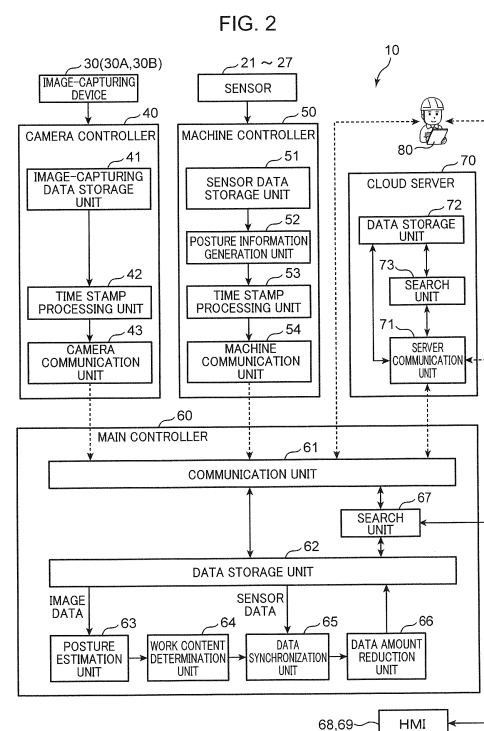 FIG. 2
30(30A,30B)
IMAGE-CAPTURING
DEVICE
21 ~ 27
SENSOR
10
80
40
CAMERA CONTROLLER
41
IMAGE-CAPTURING
DATA STORAGE
UNIT
42
TIME STAMP
PROCESSING UNIT
43
CAMERA
COMMUNICATION
UNIT
50
MACHINE CONTROLLER
51
SENSOR DATA
STORAGE UNIT
52
POSTURE INFORMATION
GENERATION UNIT
53
TIME STAMP
PROCESSING UNIT
54
MACHINE
COMMUNICATION
UNIT
70
CLOUD SERVER
72
DATA STORAGE
UNIT
73
SEARCH
UNIT
71
SERVER
COMMUNICATION
UNIT
60
MAIN CONTROLLER
61
COMMUNICATION UNIT
67
SEARCH
UNIT
62
DATA STORAGE UNIT
IMAGE
DATA
SENSOR
DATA
63
POSTURE
ESTIMATION
UNIT
64
WORK CONTENT
DETERMINATION
UNIT
65
DATA
SYNCHRONIZATION
UNIT
66
DATA AMOUNT
REDUCTION
UNIT
68,69
HMI